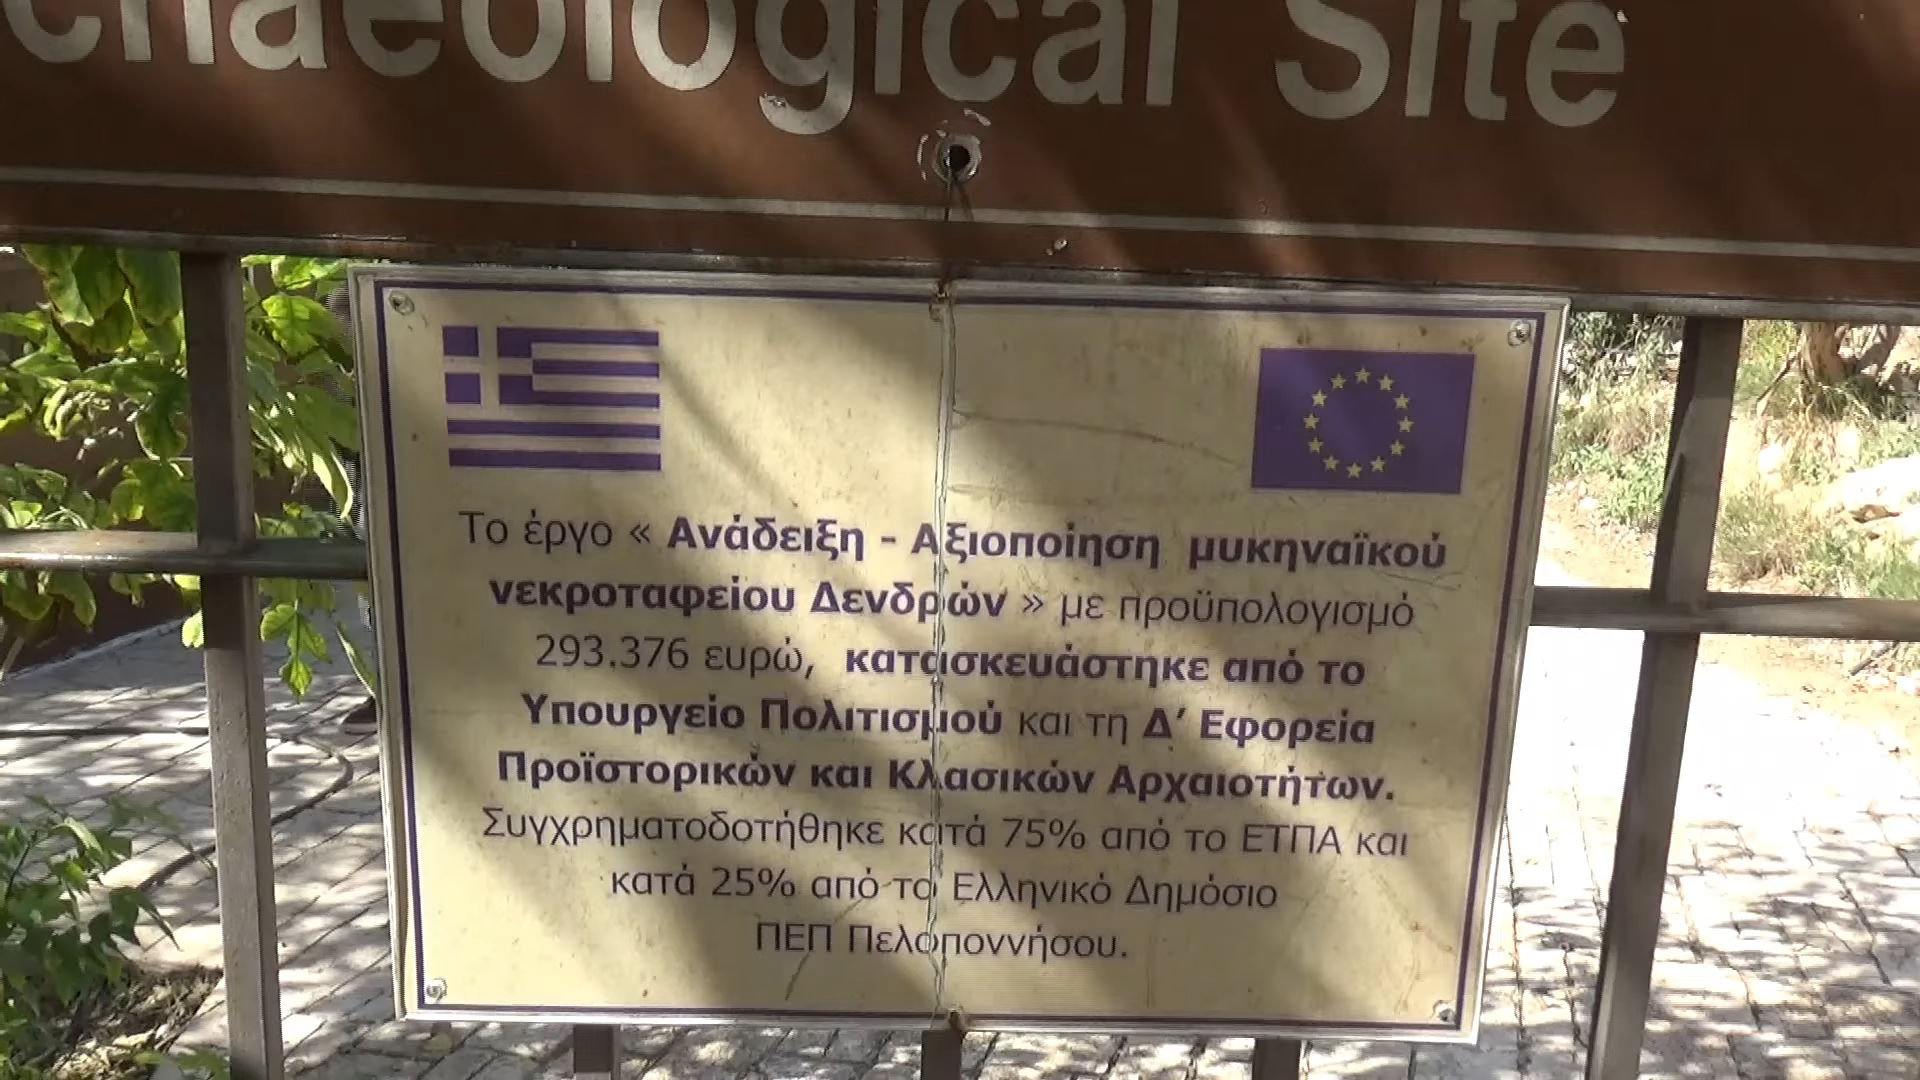 chaeological Site
Το έργο « Ανάδειξη - Αξιοποίηση μυκηναϊκού
νεκροταφείου Δενδρών » με προϋπολογισμό
293.376 ευρώ, κατασκευάστηκε από το
Υπουργείο Πολιτισμού και τη Δ’ Εφορεία
Προϊστορικών και Κλασικών Αρχαιοτήτων.
Συγχρηματοδοτήθηκε κατά 75% από το ΕΤΠΑ και
κατά 25% από το Ελληνικό Δημόσιο
ΠΕΠ Πελοποννήσου.